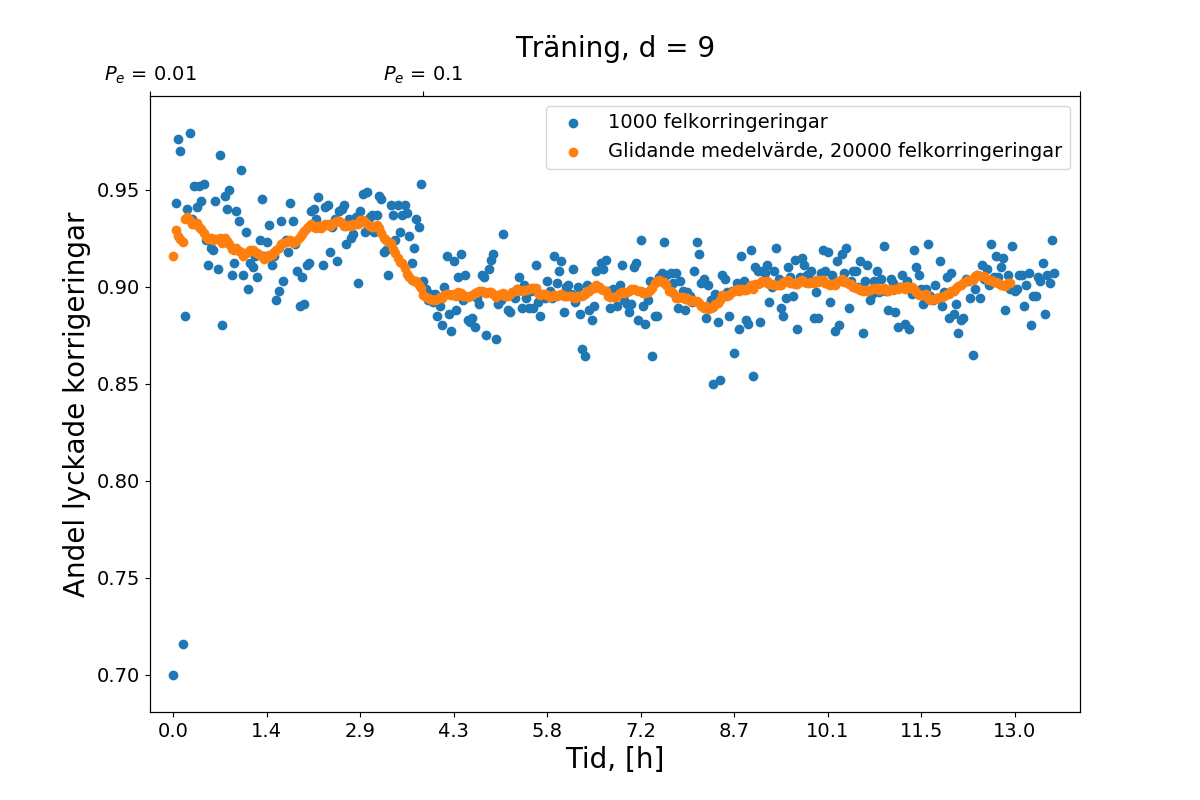 Träning, d = 9
Pₑ = 0.01
Pₑ = 0.1
1000 felkorringeringar
Glidande medelvärde, 20000 felkorringeringar
Andel lyckade korrigeringar
0.95
0.90
0.85
0.80
0.75
0.70
0.0 1.4 2.9 4.3 5.8 7.2 8.7 10.1 11.5 13.0
Tid, [h]